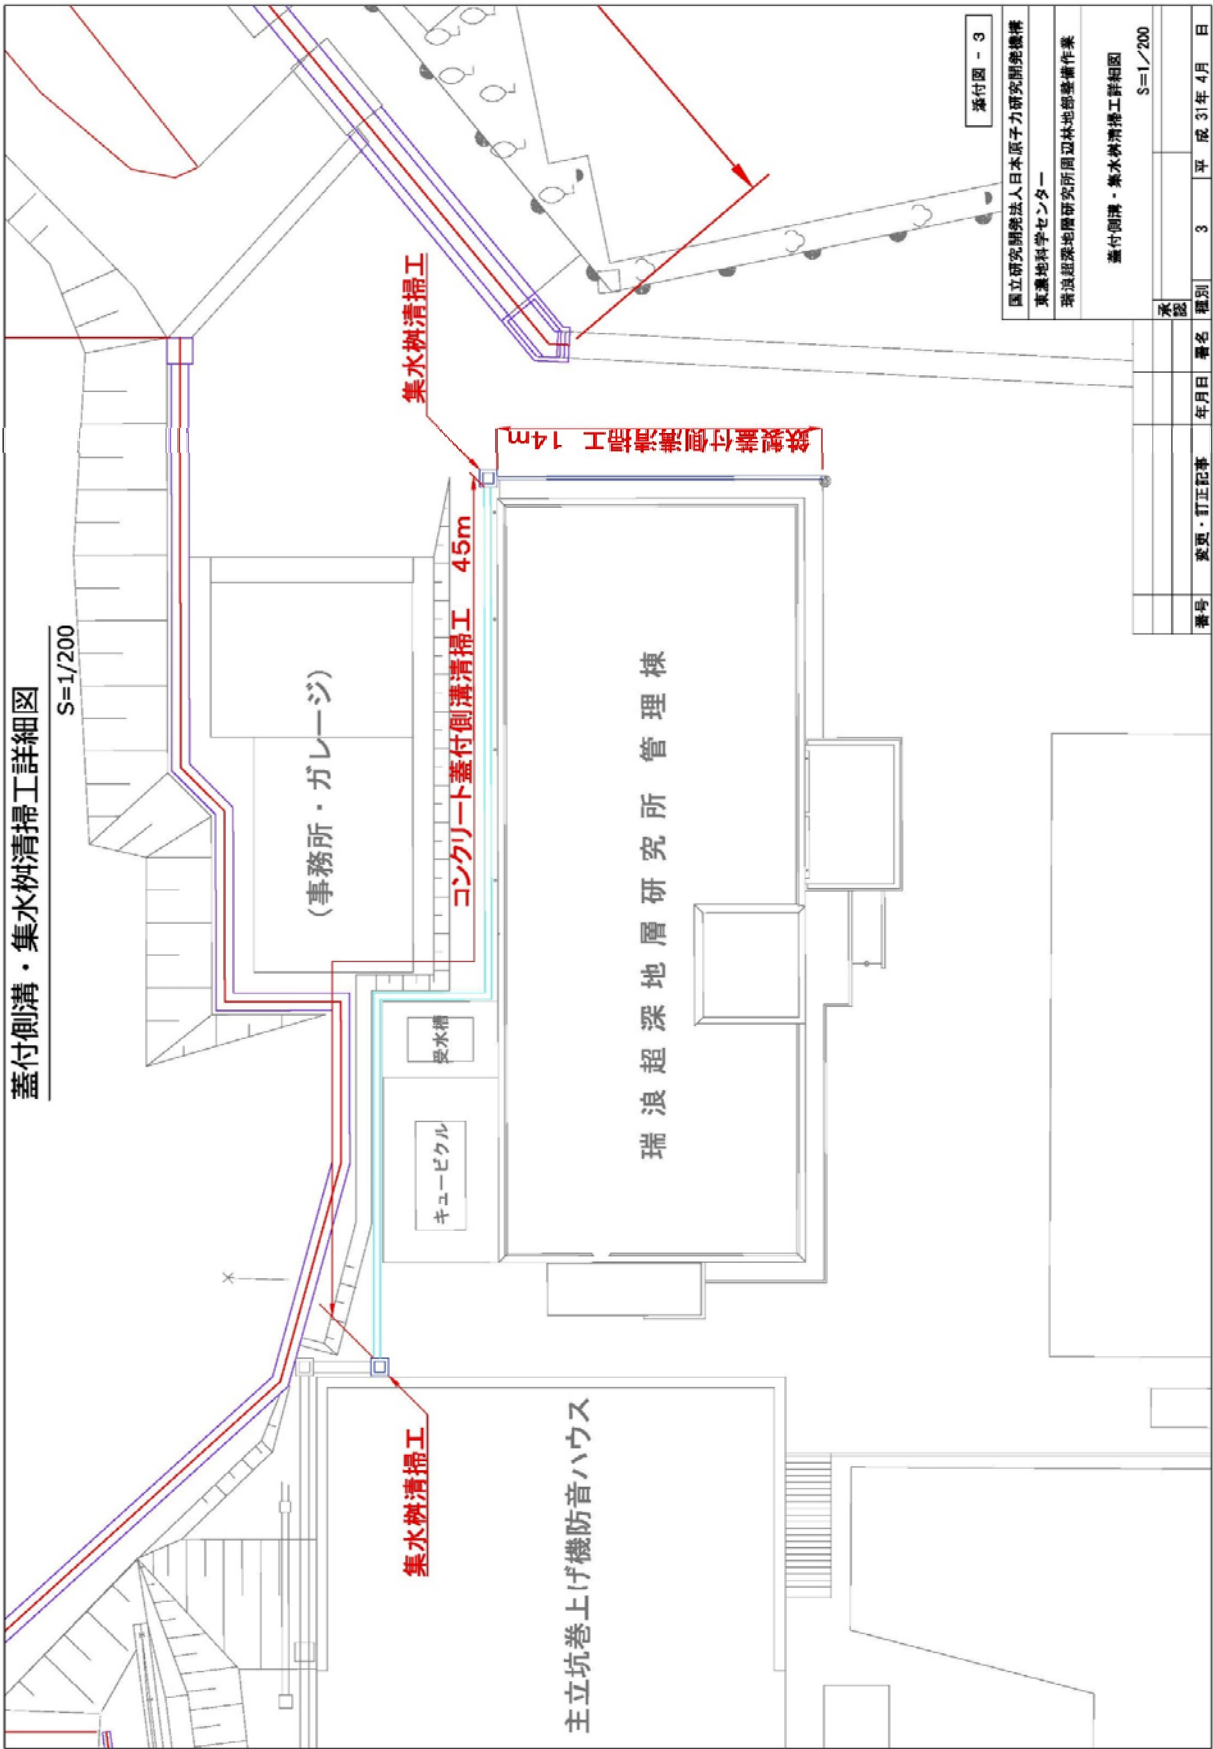 蓋付側溝・集水桝清掃工詳細図
S=1/200
集水桝清掃工
鉄製蓋付側溝清掃工 14m
コンクリート蓋付側溝清掃工 45m
(事務所・ガレージ)
受水槽
キュービクル
瑞浪超深地層研究所 管理棟
集水桝清掃工
主立坑巻上げ機防音ハウス
添付図 - 3
国立研究開発法人日本原子力研究開発機構
東濃地科学センター
瑞浪超深地層研究所周辺林地部整備作業
蓋付側溝・集水桝清掃工詳細図
S=1/200
承認
番号 変更・訂正記事 年月日 署名 種別 3 平成 31年 4月 日